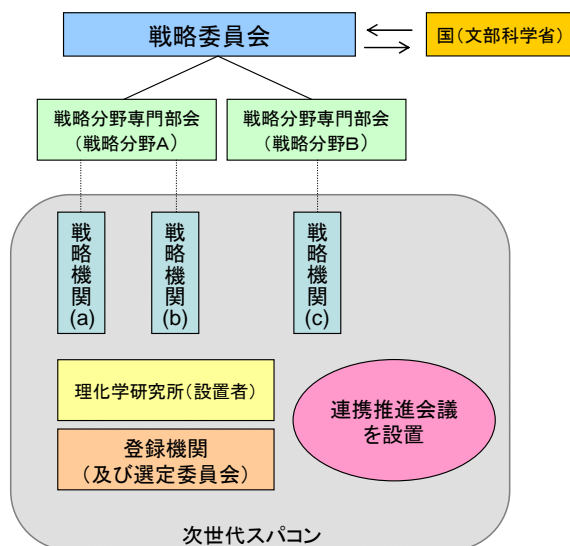 戦略委員会
国（文部科学省）
戦略分野専門部会
（戦略分野Ａ）
戦略分野専門部会
（戦略分野Ｂ）
戦略機関(a)
戦略機関(b)
戦略機関(c)
理化学研究所（設置者）
連携推進会議
を設置
登録機関
（及び選定委員会）
次世代スパコン